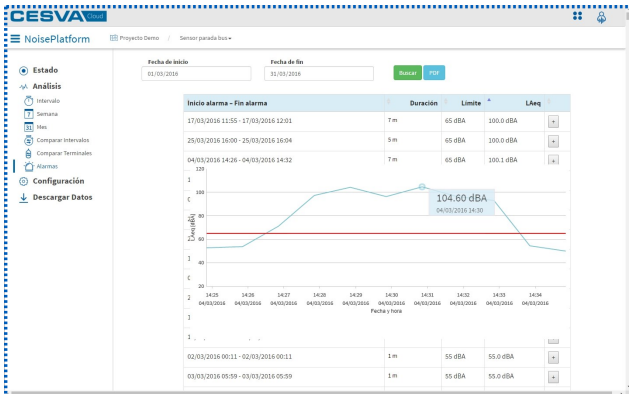 CESVA Cloud
NoisePlatform
Proyecto Demo / Sensor parada bus
Estado
Análisis
Intervalo
7 Semana
31 Mes
Comparar Intervalos
Comparar Terminales
Alarmas
Configuración
Descargar Datos
Fecha de inicio Fecha de fin
01/03/2016 31/03/2016 Buscar PDF
Inicio alarma – Fin alarma Duración Límite LAeq
17/03/2016 11:55 - 17/03/2016 12:01 7 m 65 dBA 100.0 dBA +
25/03/2016 16:00 - 25/03/2016 16:04 5 m 65 dBA 100.0 dBA +
04/03/2016 14:26 - 04/03/2016 14:32 7 m 65 dBA 100.1 dBA +
120
100
80
60
40
20
LAeq (dBA)
104.60 dBA
04/03/2016 14:30
14:25 14:26 14:27 14:28 14:29 14:30 14:31 14:32 14:33 14:34
04/03/2016 04/03/2016 04/03/2016 04/03/2016 04/03/2016 04/03/2016 04/03/2016 04/03/2016 04/03/2016 04/03/2016
Fecha y hora
02/03/2016 00:11 - 02/03/2016 00:11 1 m 55 dBA 55.0 dBA +
03/03/2016 05:59 - 03/03/2016 05:59 1 m 55 dBA 55.0 dBA +